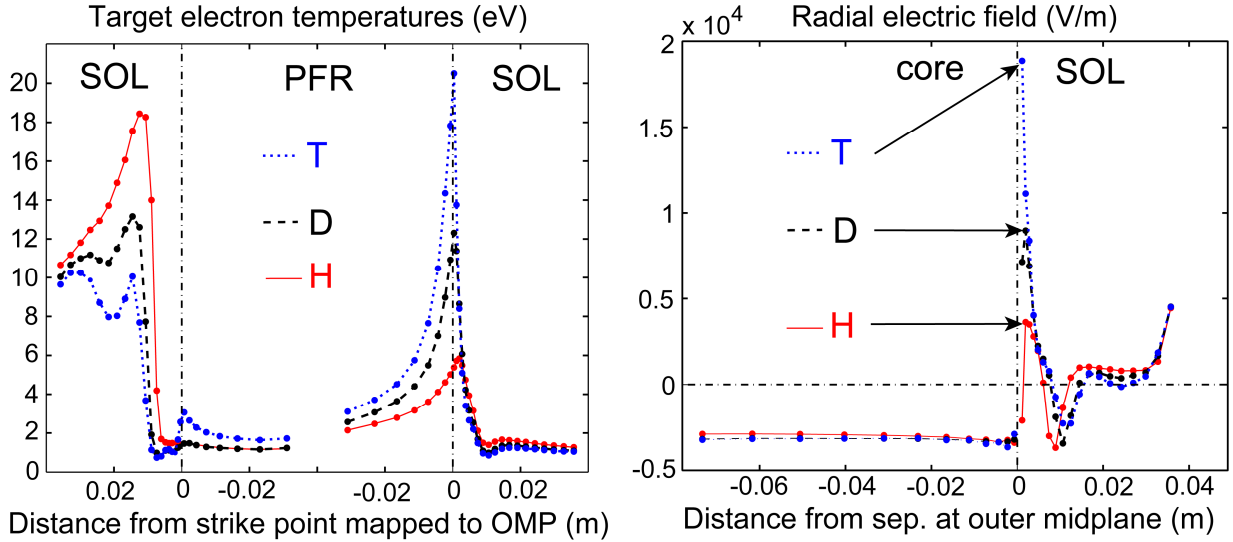 Target electron temperatures (eV)
SOL
PFR
SOL
T
D
H
20
18
16
14
12
10
8
6
4
2
0
0.02
0
-0.02
-0.02
0
0.02
Distance from strike point mapped to OMP (m)
Radial electric field (V/m)
x 10⁴
core
SOL
T
D
H
2
1.5
1
0.5
0
-0.5
-0.06
-0.04
-0.02
0
0.02
0.04
Distance from sep. at outer midplane (m)